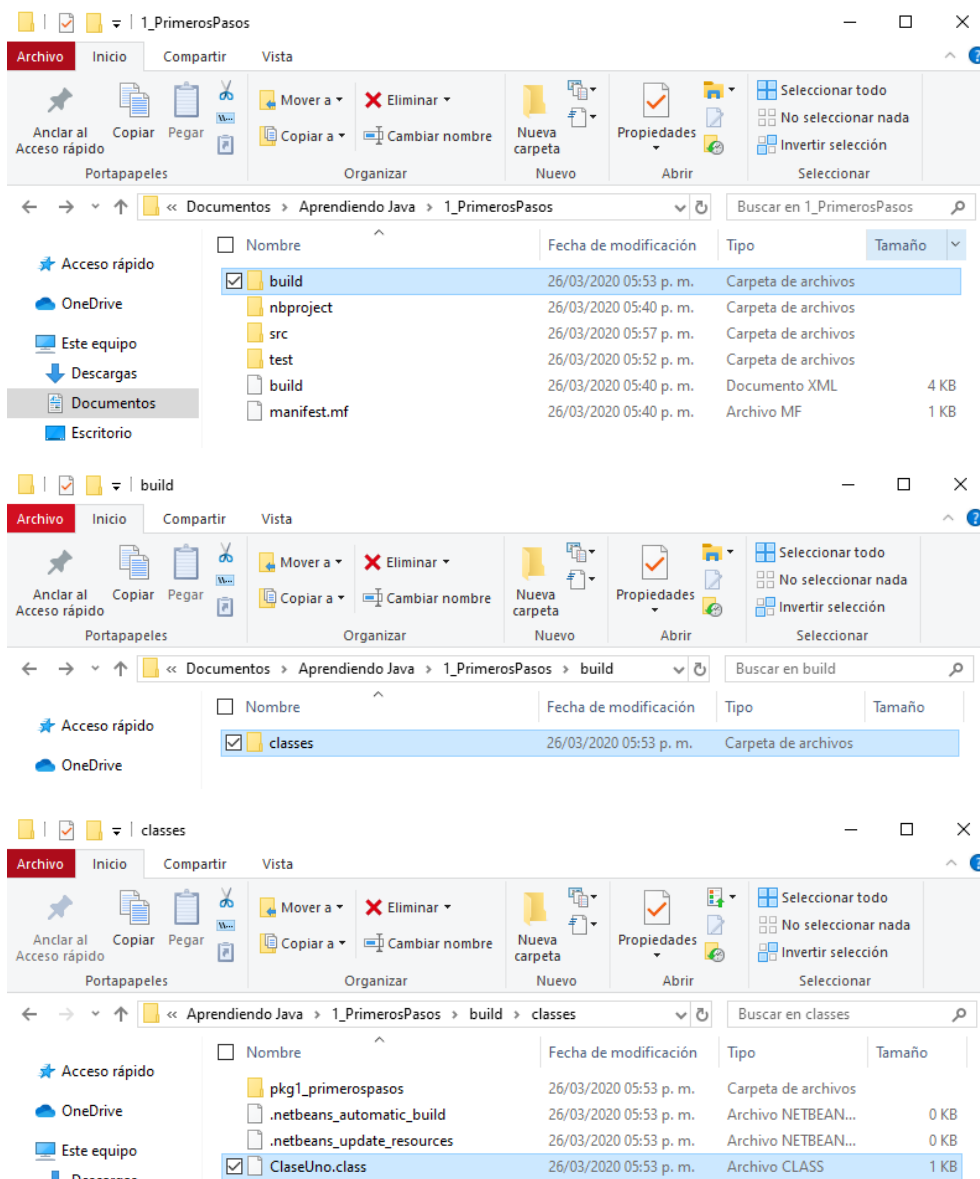 1_PrimerosPasos
Archivo Inicio Compartir Vista
Anclar al Acceso rápido Copiar Pegar Mover a Copiar a Eliminar Cambiar nombre Nueva carpeta Propiedades Seleccionar todo No seleccionar nada Invertir selección
Portapapeles Organizar Nuevo Abrir Seleccionar
« Documentos > Aprendiendo Java > 1_PrimerosPasos Buscar en 1_PrimerosPasos
Nombre Fecha de modificación Tipo Tamaño
Acceso rápido
OneDrive
Este equipo
Descargas
Documentos
Escritorio
build 26/03/2020 05:53 p. m. Carpeta de archivos
nbproject 26/03/2020 05:40 p. m. Carpeta de archivos
src 26/03/2020 05:57 p. m. Carpeta de archivos
test 26/03/2020 05:52 p. m. Carpeta de archivos
build 26/03/2020 05:40 p. m. Documento XML 4 KB
manifest.mf 26/03/2020 05:40 p. m. Archivo MF 1 KB
build
Archivo Inicio Compartir Vista
Anclar al Acceso rápido Copiar Pegar Mover a Copiar a Eliminar Cambiar nombre Nueva carpeta Propiedades Seleccionar todo No seleccionar nada Invertir selección
Portapapeles Organizar Nuevo Abrir Seleccionar
« Documentos > Aprendiendo Java > 1_PrimerosPasos > build Buscar en build
Nombre Fecha de modificación Tipo Tamaño
Acceso rápido
OneDrive
classes 26/03/2020 05:53 p. m. Carpeta de archivos
classes
Archivo Inicio Compartir Vista
Anclar al Acceso rápido Copiar Pegar Mover a Copiar a Eliminar Cambiar nombre Nueva carpeta Propiedades Seleccionar todo No seleccionar nada Invertir selección
Portapapeles Organizar Nuevo Abrir Seleccionar
« Aprendiendo Java > 1_PrimerosPasos > build > classes Buscar en classes
Nombre Fecha de modificación Tipo Tamaño
Acceso rápido
OneDrive
Este equipo
pkg1_primerospasos 26/03/2020 05:53 p. m. Carpeta de archivos
.netbeans_automatic_build 26/03/2020 05:53 p. m. Archivo NETBEAN... 0 KB
.netbeans_update_resources 26/03/2020 05:53 p. m. Archivo NETBEAN... 0 KB
ClaseUno.class 26/03/2020 05:53 p. m. Archivo CLASS 1 KB